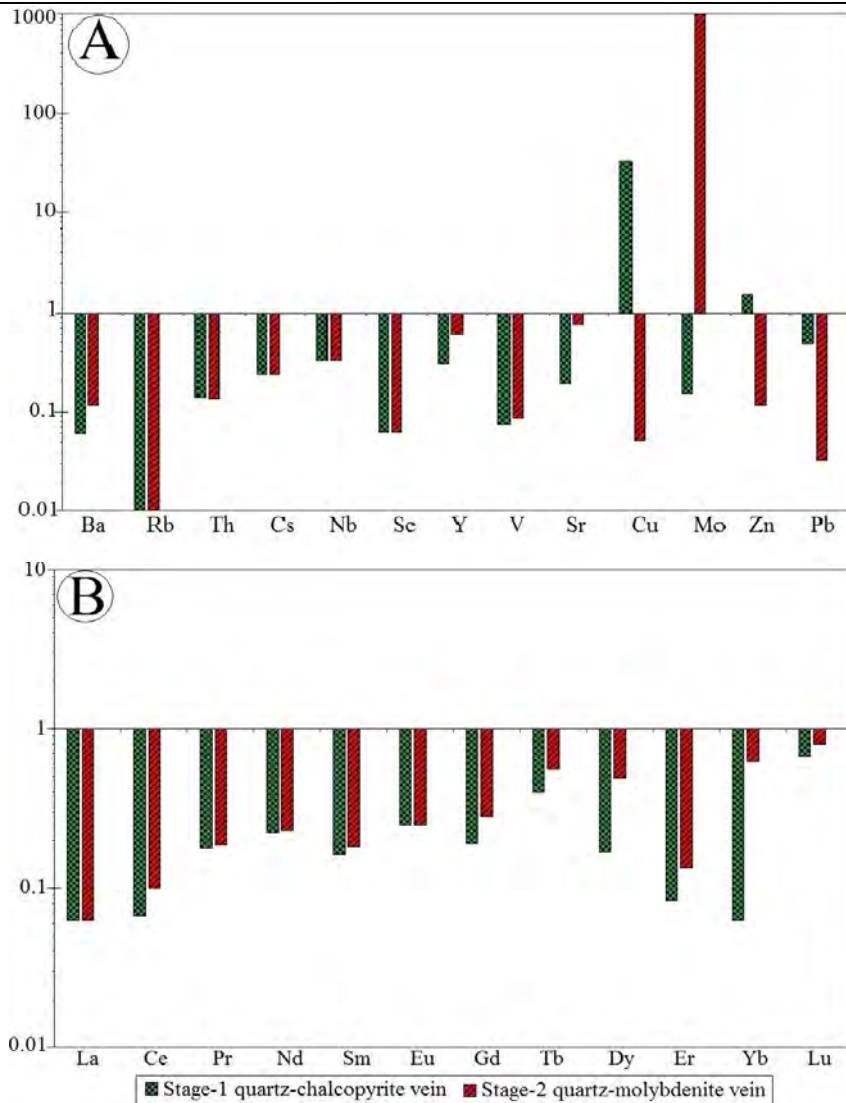 A
1000
100
10
1
0.1
0.01
Ba Rb Th Cs Nb Sc Y V Sr Cu Mo Zn Pb
B
10
1
0.1
0.01
La Ce Pr Nd Sm Eu Gd Tb Dy Er Yb Lu
Stage-1 quartz-chalcopyrite vein Stage-2 quartz-molybdenite vein